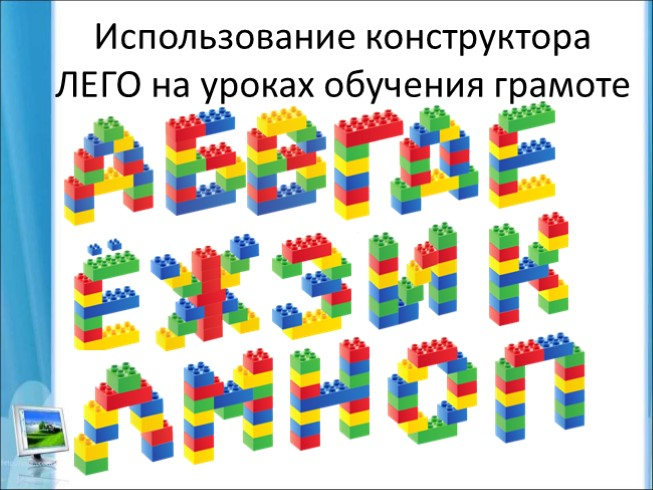 Использование конструктора
ЛЕГО на уроках обучения грамоте
АБВГДЕ
ЁЖЗИК
ЛМНОП